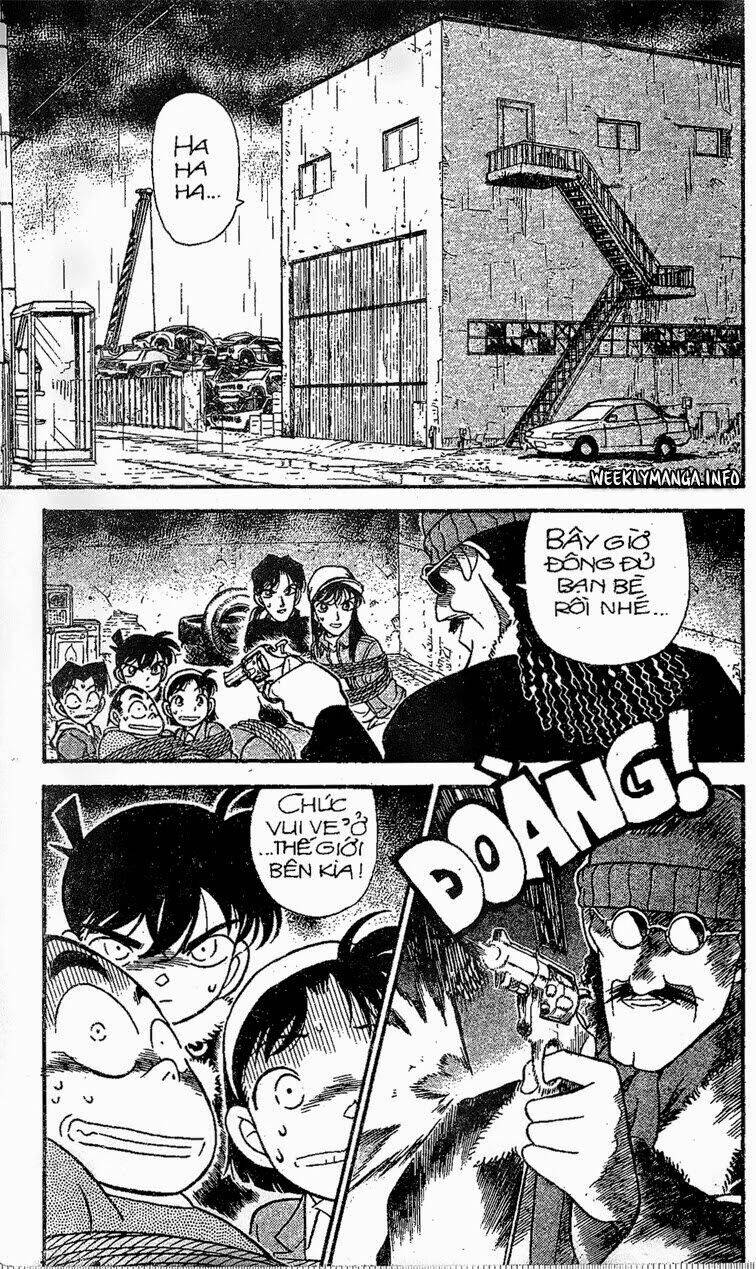 HA
HA
HA...
WEEKLYMANGA.INFO
BÂY GIỜ
ĐÔNG ĐỦ
BẠN BÈ
RỒI NHÉ...
ĐOÀNG!
CHÚC
VUI VẺ Ở
...THẾ GIỚI
BÊN KIA!